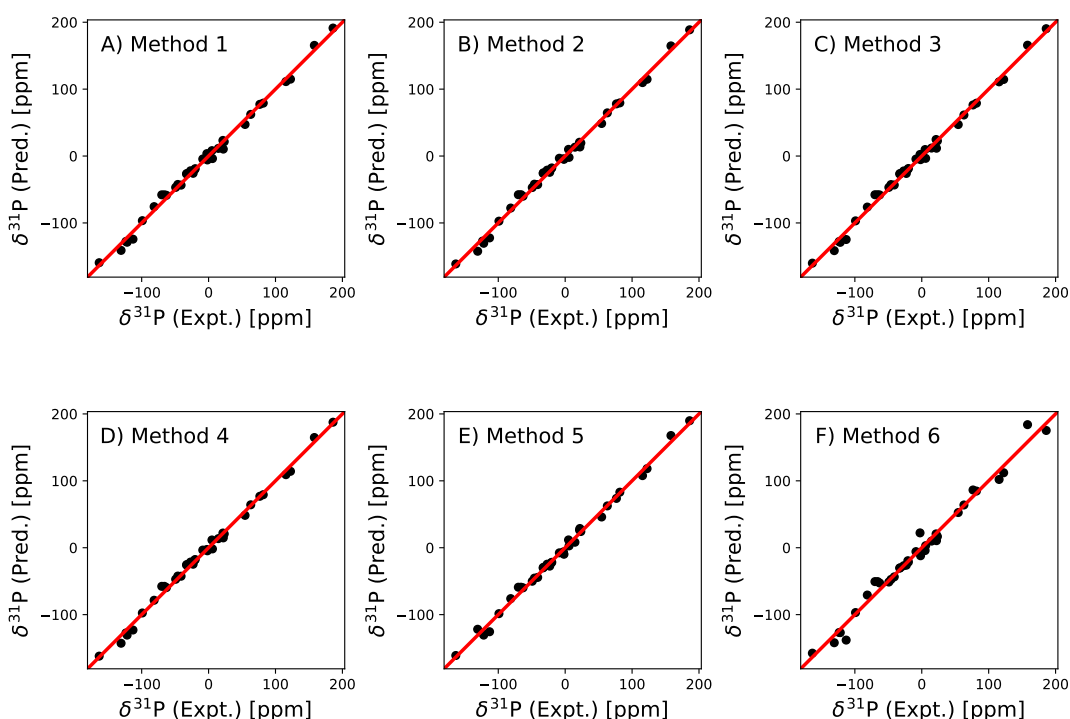 A) Method 1
200
100
0
−100
δ³¹P (Pred.) [ppm]
−100 0 100 200
δ³¹P (Expt.) [ppm]
B) Method 2
200
100
0
−100
δ³¹P (Pred.) [ppm]
−100 0 100 200
δ³¹P (Expt.) [ppm]
C) Method 3
200
100
0
−100
δ³¹P (Pred.) [ppm]
−100 0 100 200
δ³¹P (Expt.) [ppm]
D) Method 4
200
100
0
−100
δ³¹P (Pred.) [ppm]
−100 0 100 200
δ³¹P (Expt.) [ppm]
E) Method 5
200
100
0
−100
δ³¹P (Pred.) [ppm]
−100 0 100 200
δ³¹P (Expt.) [ppm]
F) Method 6
200
100
0
−100
δ³¹P (Pred.) [ppm]
−100 0 100 200
δ³¹P (Expt.) [ppm]